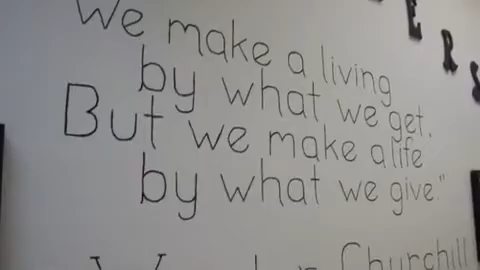 We make a living
by what we get.
But we make a life
by what we give."
Churchill